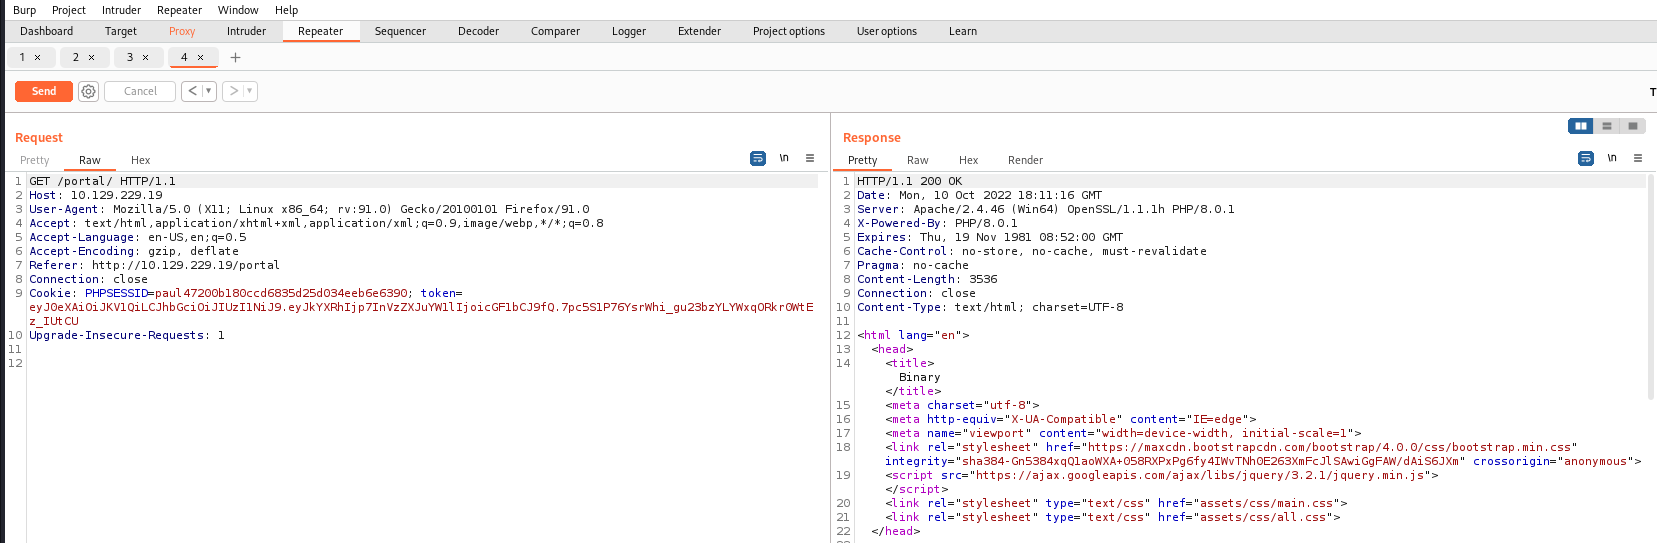 Burp Project Intruder Repeater Window Help
Dashboard Target Proxy Intruder Repeater Sequencer Decoder Comparer Logger Extender Project options User options Learn
1 × 2 × 3 × 4 × +
Send Cancel < > T
Request
Pretty Raw Hex \n
1 GET /portal/ HTTP/1.1
2 Host: 10.129.229.19
3 User-Agent: Mozilla/5.0 (X11; Linux x86_64; rv:91.0) Gecko/20100101 Firefox/91.0
4 Accept: text/html,application/xhtml+xml,application/xml;q=0.9,image/webp,*/*;q=0.8
5 Accept-Language: en-US,en;q=0.5
6 Accept-Encoding: gzip, deflate
7 Referer: http://10.129.229.19/portal
8 Connection: close
9 Cookie: PHPSESSID=paul47200b180ccd6835d25d034eeb6e6390; token=
eyJ0eXAiOiJKV1QiLCJhbGciOiJIUzI1NiJ9.eyJkYXRhIjp7InVzZXJuYW1lIjoicGF1bCJ9fQ.7pc5S1P76YsrWhi_gu23bzYLYWxqORkr0WtE
z_IUtCU
10 Upgrade-Insecure-Requests: 1
11
12
Response
Pretty Raw Hex Render \n
1 HTTP/1.1 200 OK
2 Date: Mon, 10 Oct 2022 18:11:16 GMT
3 Server: Apache/2.4.46 (Win64) OpenSSL/1.1.1h PHP/8.0.1
4 X-Powered-By: PHP/8.0.1
5 Expires: Thu, 19 Nov 1981 08:52:00 GMT
6 Cache-Control: no-store, no-cache, must-revalidate
7 Pragma: no-cache
8 Content-Length: 3536
9 Connection: close
10 Content-Type: text/html; charset=UTF-8
11
12 <html lang="en">
13 <head>
14 <title>
Binary
</title>
15 <meta charset="utf-8">
16 <meta http-equiv="X-UA-Compatible" content="IE=edge">
17 <meta name="viewport" content="width=device-width, initial-scale=1">
18 <link rel="stylesheet" href="https://maxcdn.bootstrapcdn.com/bootstrap/4.0.0/css/bootstrap.min.css"
integrity="sha384-Gn5384xqQ1aoWXA+058RXPxPg6fy4IWvTNh0E263XmFcJlSAwiGgFAW/dAiS6JXm" crossorigin="anonymous">
19 <script src="https://ajax.googleapis.com/ajax/libs/jquery/3.2.1/jquery.min.js">
</script>
20 <link rel="stylesheet" type="text/css" href="assets/css/main.css">
21 <link rel="stylesheet" type="text/css" href="assets/css/all.css">
22 </head>